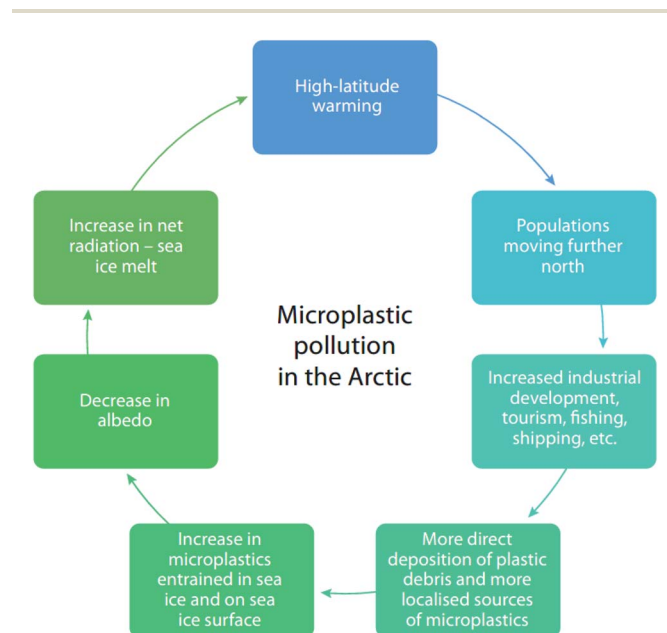 High-latitude
warming
Populations
moving further
north
Increased industrial
development,
tourism, fishing,
shipping, etc.
More direct
deposition of plastic
debris and more
localised sources
of microplastics
Increase in
microplastics
entrained in sea
ice and on sea
ice surface
Decrease in
albedo
Increase in net
radiation – sea
ice melt
Microplastic
pollution
in the Arctic